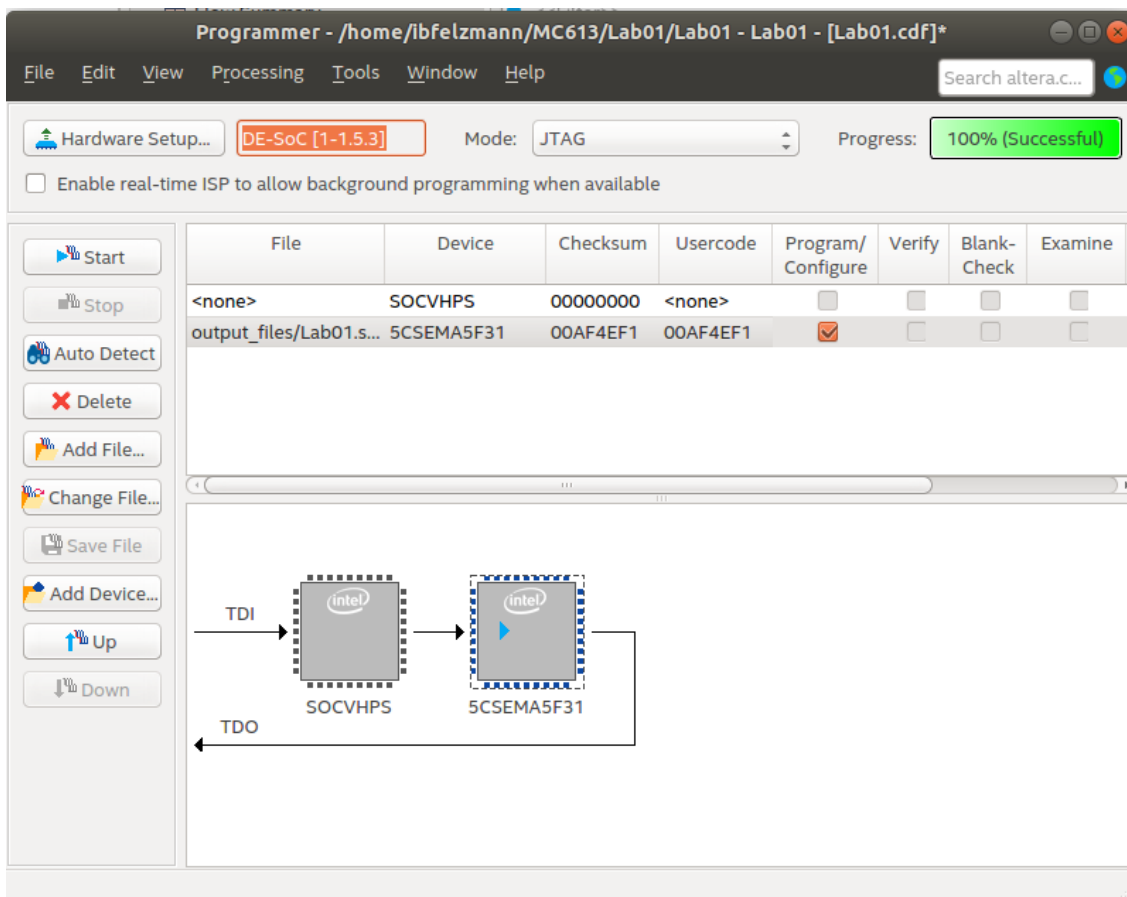 Programmer - /home/ibfelzmann/MC613/Lab01/Lab01 - Lab01 - [Lab01.cdf]*
File Edit View Processing Tools Window Help
Search altera.c...
Hardware Setup... DE-SoC [1-1.5.3] Mode: JTAG Progress: 100% (Successful)
Enable real-time ISP to allow background programming when available
Start
Stop
Auto Detect
Delete
Add File...
Change File...
Save File
Add Device...
Up
Down
File Device Checksum Usercode Program/ Configure Verify Blank- Check Examine
<none> SOCVHPS 00000000 <none>
output_files/Lab01.s... 5CSEMA5F31 00AF4EF1 00AF4EF1
TDI
intel
intel
SOCVHPS
5CSEMA5F31
TDO